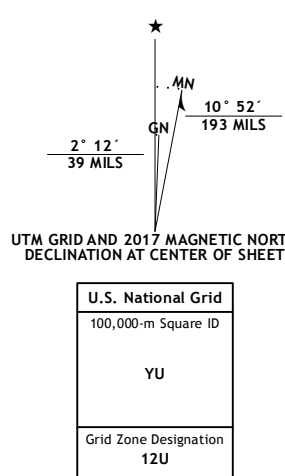 ★
MN
GN
10° 52´
193 MILS
2° 12´
39 MILS
UTM GRID AND 2017 MAGNETIC NORT
DECLINATION AT CENTER OF SHEET
U.S. National Grid
100,000-m Square ID
YU
Grid Zone Designation
12U